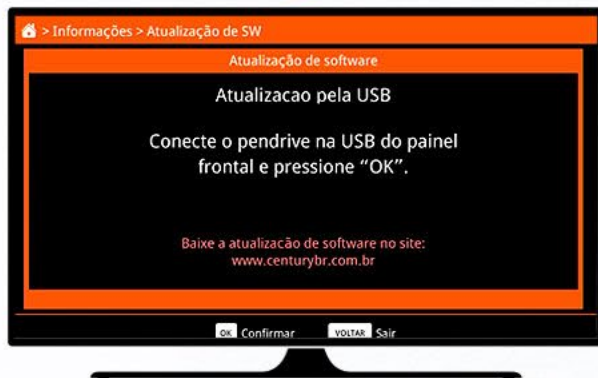 > Informações > Atualização de SW
Atualização de software
Atualizacao pela USB
Conecte o pendrive na USB do painel
frontal e pressione “OK”.
Baixe a atualizacão de software no site:
www.centurybr.com.br
OK Confirmar VOLTAR Sair